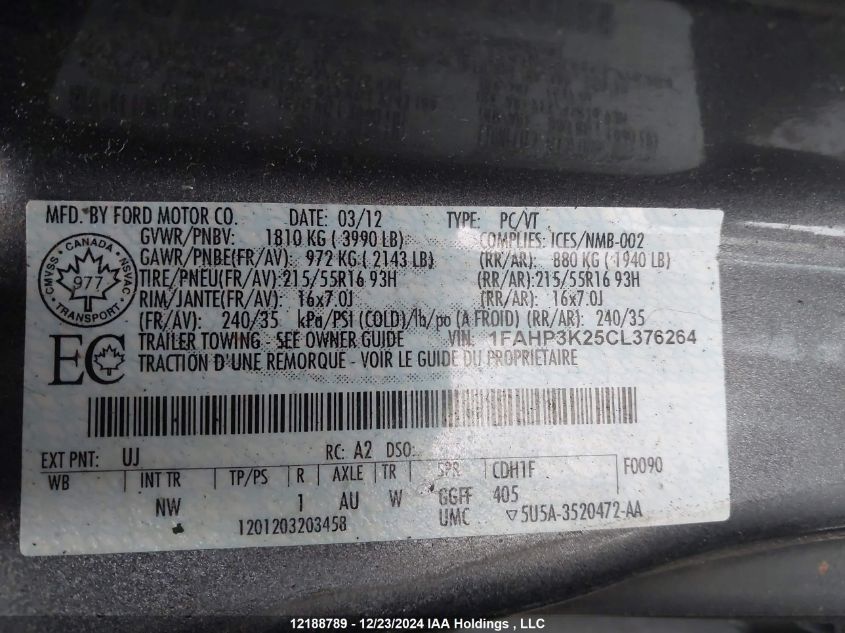 MFD. BY FORD MOTOR CO. DATE: 03/12 TYPE: PC/VT
GVWR/PNBV: 1810 KG ( 3990 LB) COMPLIES: ICES/NMB-002
GAWR/PNBE(FR/AV): 972 KG ( 2143 LB) (RR/AR): 880 KG ( 1940 LB)
TIRE/PNEU(FR/AV):215/55R16 93H (RR/AR):215/55R16 93H
RIM/JANTE(FR/AV): 16x7.0J (RR/AR): 16x7.0J
(FR/AV): 240/35 kPa/PSI (COLD)/lb/po (A FROID) (RR/AR): 240/35
TRAILER TOWING - SEE OWNER GUIDE VIN: 1FAHP3K25CL376264
TRACTION D'UNE REMORQUE - VOIR LE GUIDE DU PROPRIETAIRE
CMVSS · CANADA · NSVAC
977
TRANSPORT
EC
EXT PNT: UJ RC: A2 DSO:
WB INT TR TP/PS R AXLE TR SPR CDH1F F0090
NW 1 AU W GGFF 405
1201203203458 UMC ▽5U5A-3520472-AA
12188789 - 12/23/2024 IAA Holdings , LLC